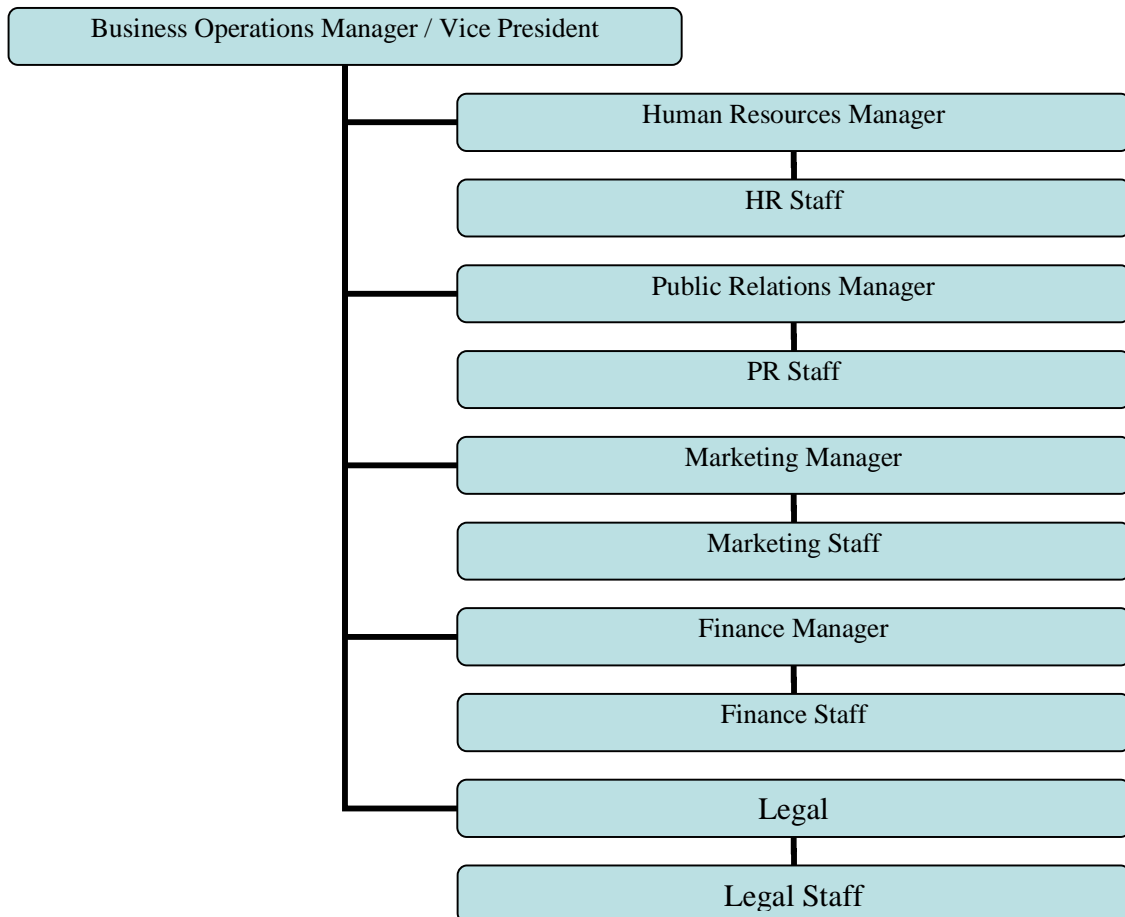 Business Operations Manager / Vice President
Human Resources Manager
HR Staff
Public Relations Manager
PR Staff
Marketing Manager
Marketing Staff
Finance Manager
Finance Staff
Legal
Legal Staff